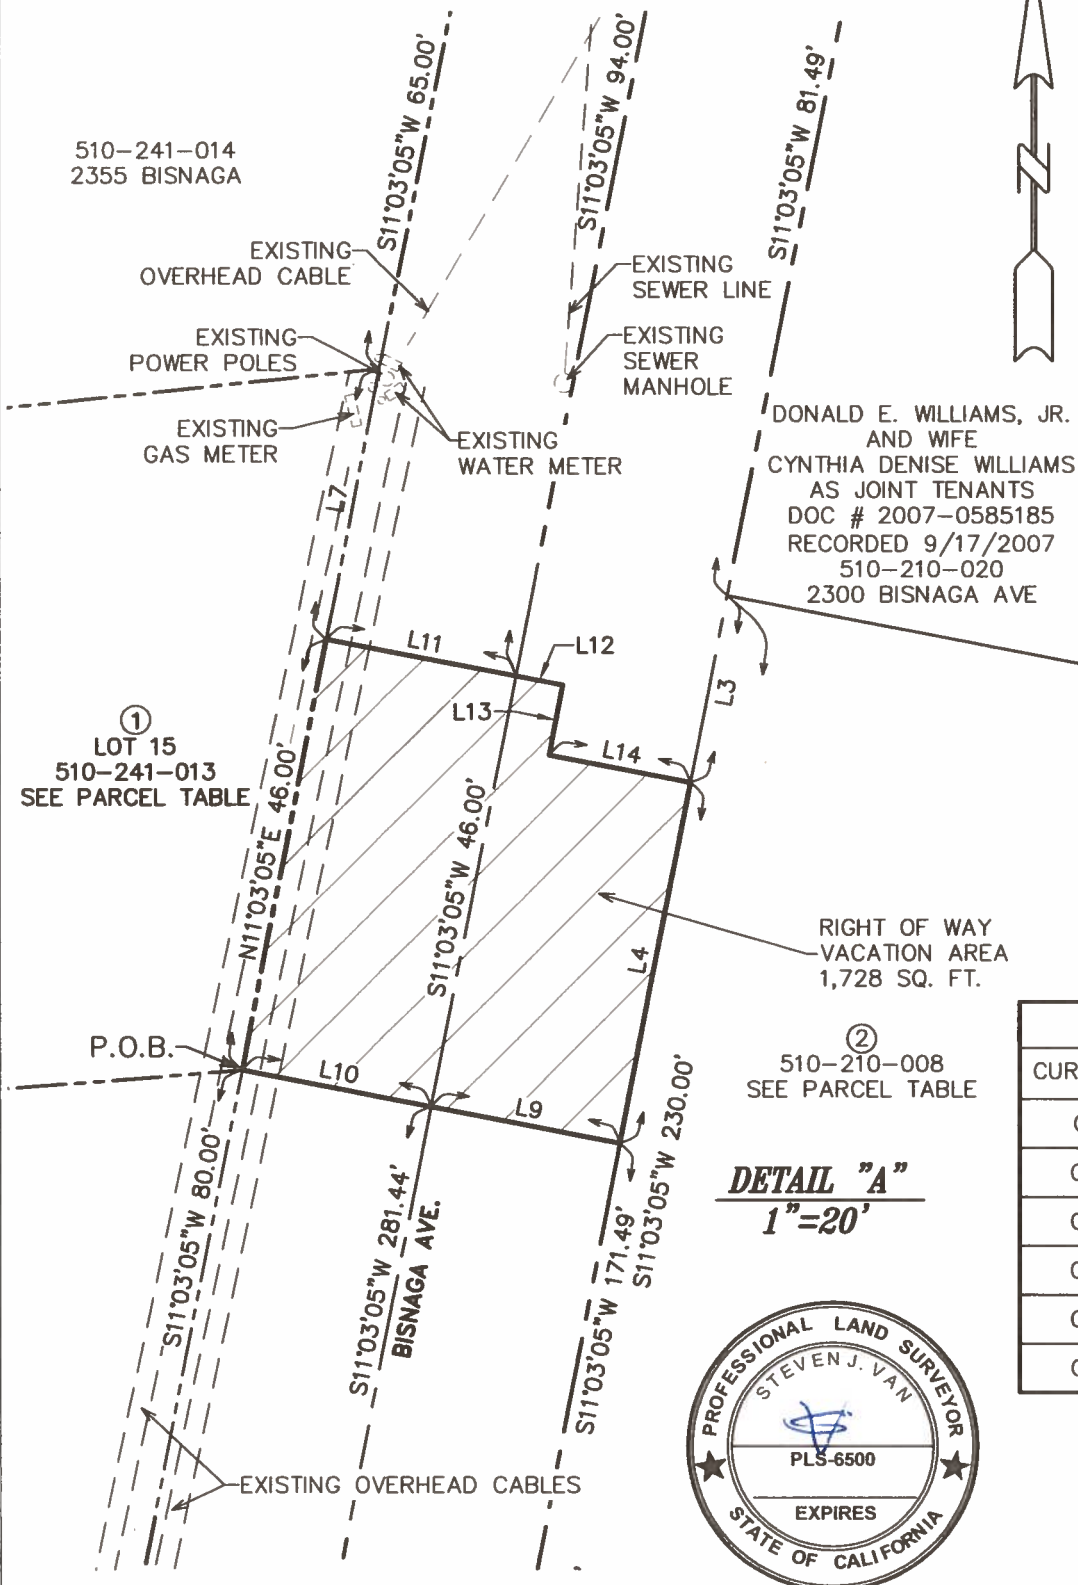 S11°03'05"W 65.00'
S11°03'05"W 94.00'
S11°03'05"W 81.49'
N
510-241-014
2355 BISNAGA
EXISTING
OVERHEAD CABLE
EXISTING
SEWER LINE
EXISTING
POWER POLES
EXISTING
SEWER
MANHOLE
EXISTING
GAS METER
EXISTING
WATER METER
DONALD E. WILLIAMS, JR.
AND WIFE
CYNTHIA DENISE WILLIAMS
AS JOINT TENANTS
DOC # 2007-0585185
RECORDED 9/17/2007
510-210-020
2300 BISNAGA AVE
L7
L11
L12
L13
L14
L3
1
LOT 15
510-241-013
SEE PARCEL TABLE
N11°03'05"E 46.00'
S11°03'05"W 46.00'
L4
RIGHT OF WAY
VACATION AREA
1,728 SQ. FT.
P.O.B.
L10
L9
2
510-210-008
SEE PARCEL TABLE
CUR
C
C
C
C
C
C
S11°03'05"W 80.00'
S11°03'05"W 281.44'
BISNAGA AVE.
S11°03'05"W 171.49'
S11°03'05"W 230.00'
DETAIL "A"
1"=20'
EXISTING OVERHEAD CABLES
PROFESSIONAL LAND SURVEYOR
STEVEN J. VAN
PLS-6500
EXPIRES
STATE OF CALIFORNIA